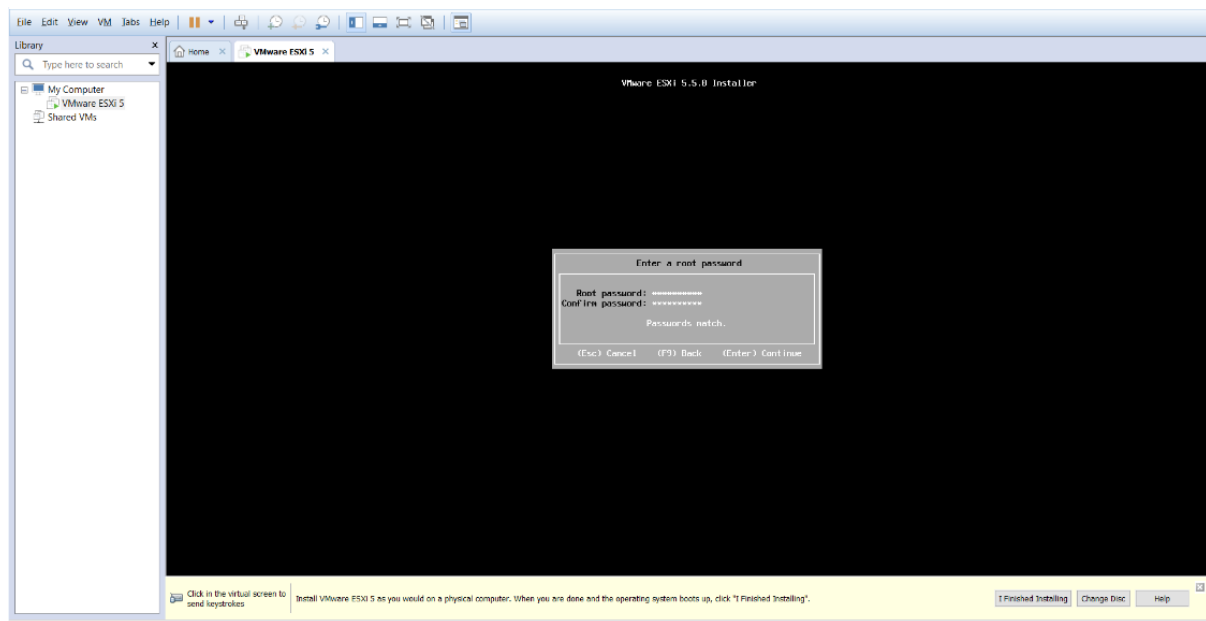 File Edit View VM Tabs Help
Library x
Type here to search
My Computer
VMware ESXi 5
Shared VMs
Home × VMware ESXi 5 ×
VMware ESXi 5.5.0 Installer
Enter a root password
Root password: **********
Confirm password: **********
Passwords match.
(Esc) Cancel (F9) Back (Enter) Continue
Click in the virtual screen to
send keystrokes
Install VMware ESXi 5 as you would on a physical computer. When you are done and the operating system boots up, click "I Finished Installing".
I Finished Installing Change Disc Help